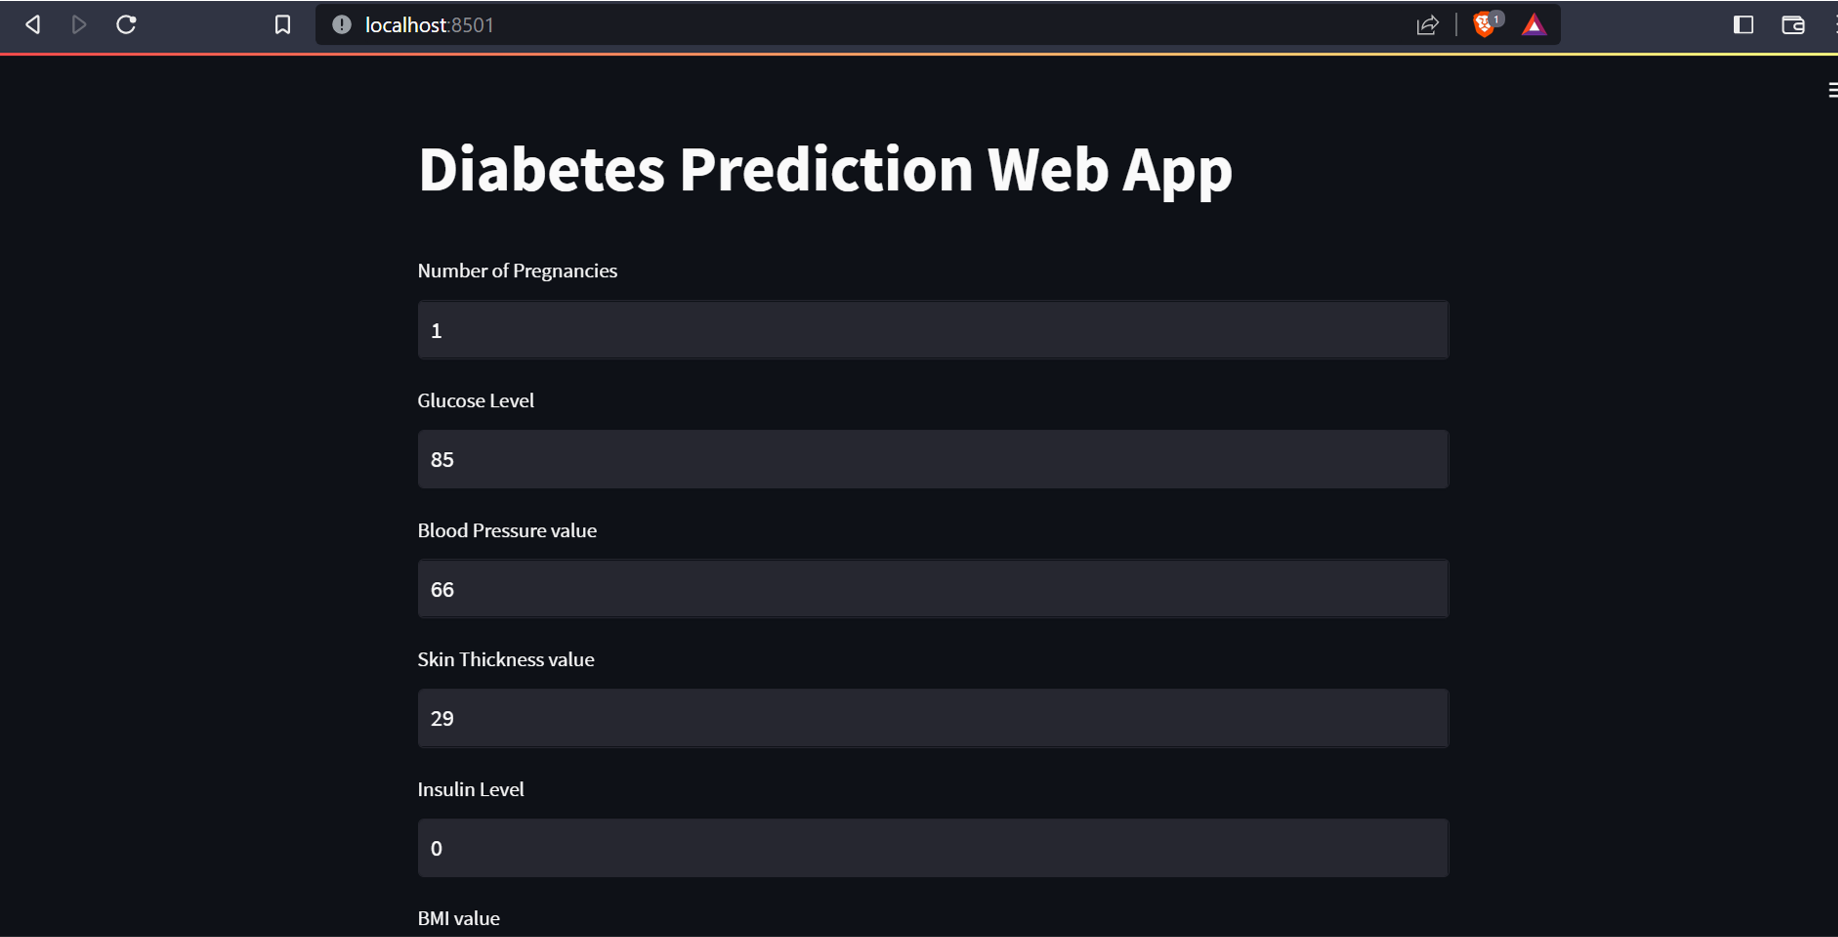 localhost:8501
1
Diabetes Prediction Web App
Number of Pregnancies
1
Glucose Level
85
Blood Pressure value
66
Skin Thickness value
29
Insulin Level
0
BMI value